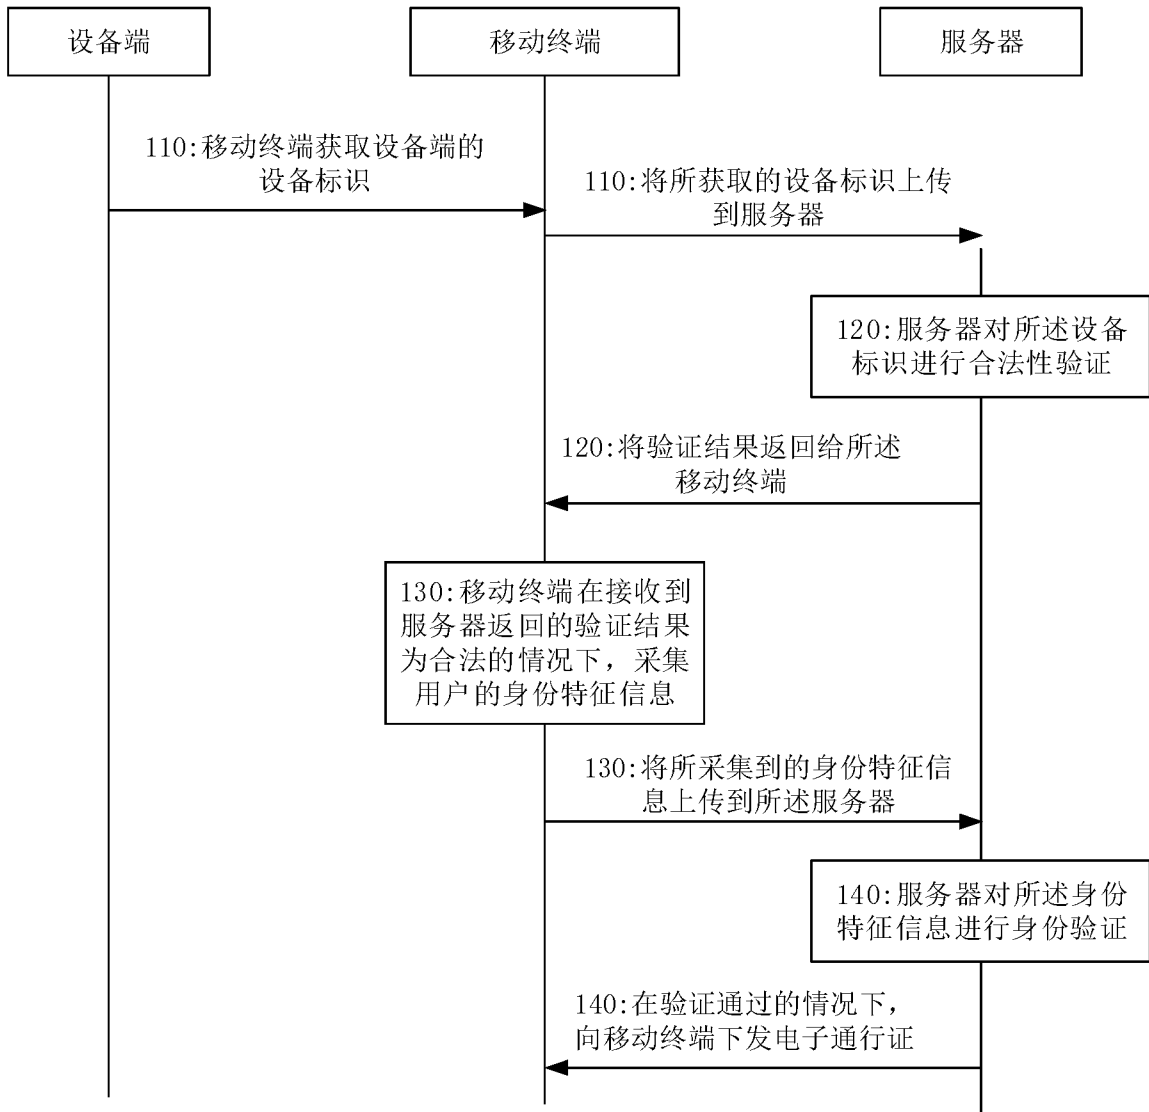 设备端
移动终端
服务器
110:移动终端获取设备端的
设备标识
110:将所获取的设备标识上传
到服务器
120:服务器对所述设备
标识进行合法性验证
120:将验证结果返回给所述
移动终端
130:移动终端在接收到
服务器返回的验证结果
为合法的情况下，采集
用户的身份特征信息
130:将所采集到的身份特征信
息上传到所述服务器
140:服务器对所述身份
特征信息进行身份验证
140:在验证通过的情况下，
向移动终端下发电子通行证